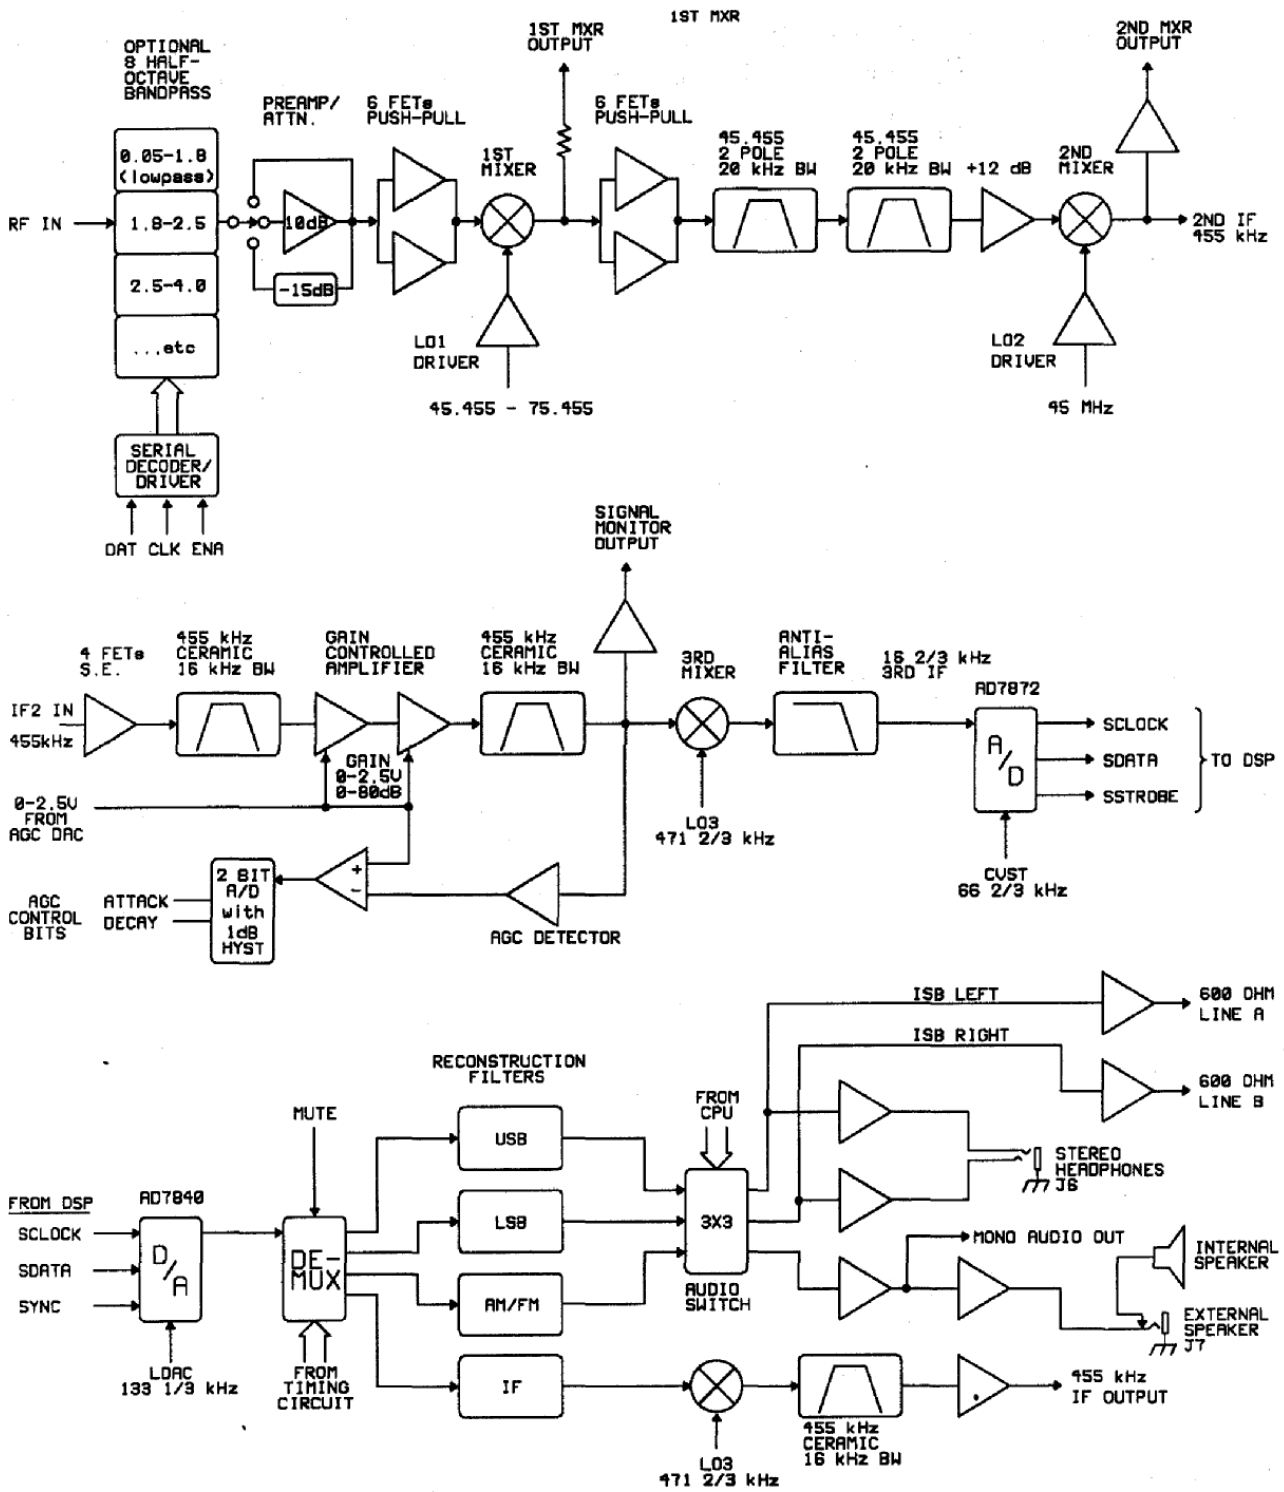 1ST MXR
OPTIONAL
8 HALF-
OCTAVE
BANDPASS
PREAMP/
ATTN.
6 FETs
PUSH-PULL
1ST MXR
OUTPUT
1ST
MIXER
6 FETs
PUSH-PULL
45.455
2 POLE
20 kHz BW
45.455
2 POLE
20 kHz BW
+12 dB
2ND
MIXER
2ND MXR
OUTPUT
RF IN
0.05-1.8
(lowpass)
1.8-2.5
2.5-4.0
...etc
10dB
-15dB
2ND IF
455 kHz
LO1
DRIVER
45.455 - 75.455
LO2
DRIVER
45 MHz
SERIAL
DECODER/
DRIVER
DAT CLK ENA
SIGNAL
MONITOR
OUTPUT
4 FETs
S.E.
455 kHz
CERAMIC
16 kHz BW
GAIN
CONTROLLED
AMPLIFIER
455 kHz
CERAMIC
16 kHz BW
3RD
MIXER
ANTI-
ALIAS
FILTER
16 2/3 kHz
3RD IF
AD7872
IF2 IN
455kHz
GAIN
0-2.5V
0-80dB
0-2.5V
FROM
AGC DAC
LO3
471 2/3 kHz
A/D
SCLOCK
SDATA
SSTROBE
TO DSP
CVST
66 2/3 kHz
AGC
CONTROL
BITS
ATTACK
DECAY
2 BIT
A/D
with
1dB
HYST
+
-
AGC DETECTOR
ISB LEFT
600 OHM
LINE A
ISB RIGHT
600 OHM
LINE B
RECONSTRUCTION
FILTERS
MUTE
FROM
CPU
USB
LSB
AM/FM
IF
3X3
AUDIO
SWITCH
STEREO
HEADPHONES
J6
MONO AUDIO OUT
INTERNAL
SPEAKER
EXTERNAL
SPEAKER
J7
FROM DSP
SCLOCK
SDATA
SYNC
AD7840
D/A
LDAC
133 1/3 kHz
DE-
MUX
FROM
TIMING
CIRCUIT
LO3
471 2/3 kHz
455 kHz
CERAMIC
16 kHz BW
455 kHz
IF OUTPUT